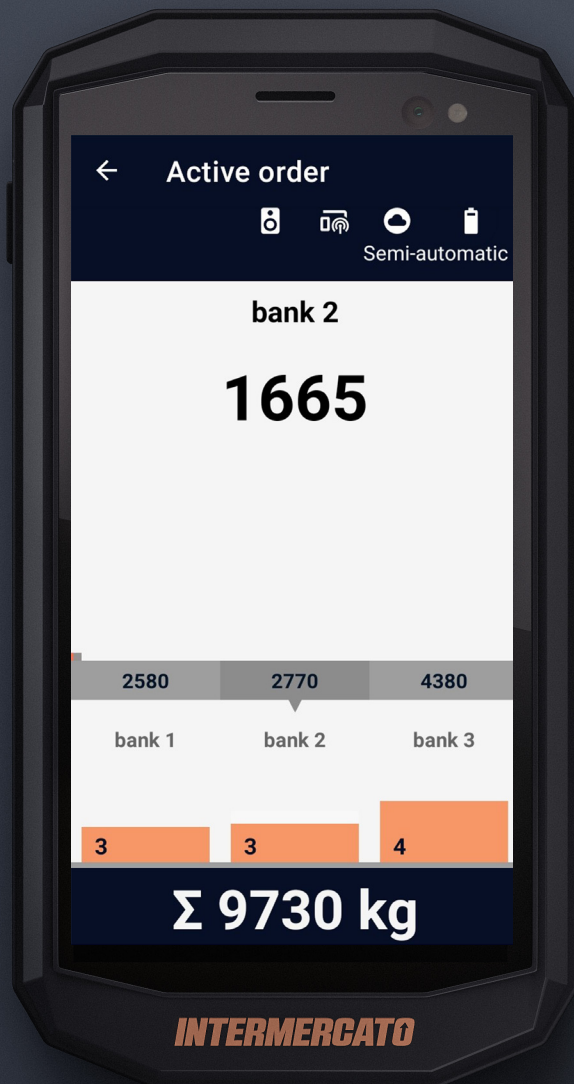 Active order
Semi-automatic
bank 2
1665
2580 2770 4380
bank 1 bank 2 bank 3
3 3 4
Σ 9730 kg
INTERMERCATO